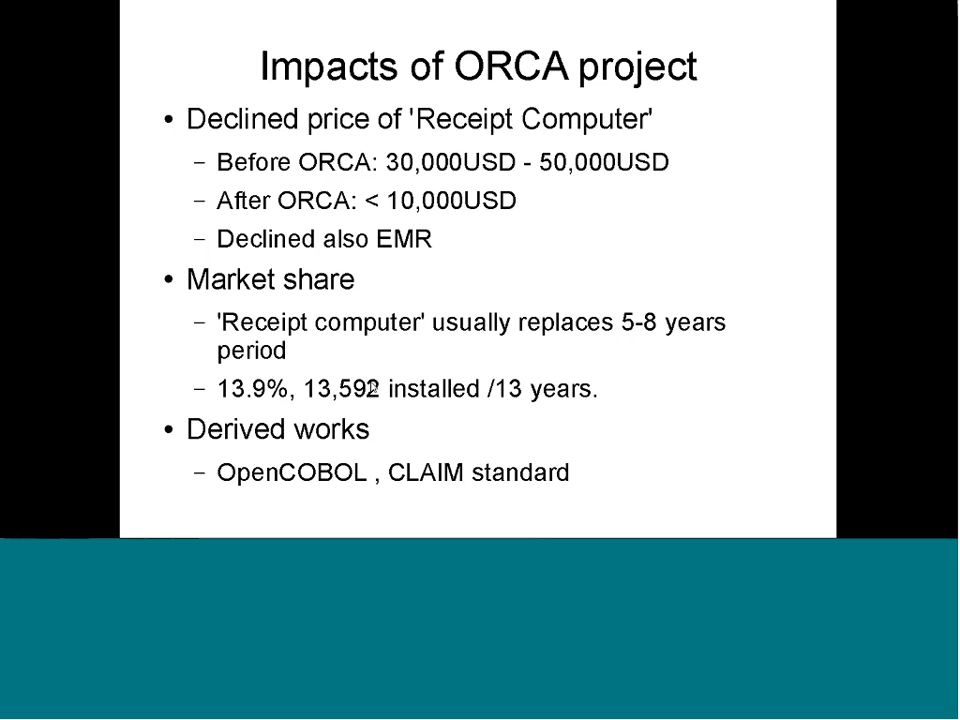 Impacts of ORCA project
• Declined price of 'Receipt Computer'
– Before ORCA: 30,000USD - 50,000USD
– After ORCA: < 10,000USD
– Declined also EMR
• Market share
– 'Receipt computer' usually replaces 5-8 years
period
– 13.9%, 13,592 installed /13 years.
• Derived works
– OpenCOBOL , CLAIM standard